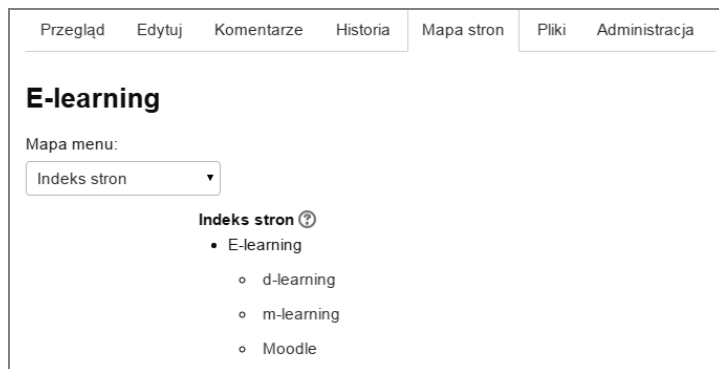 Przegląd Edytuj Komentarze Historia Mapa stron Pliki Administracja
E-learning
Mapa menu:
Indeks stron
Indeks stron
E-learning
d-learning
m-learning
Moodle